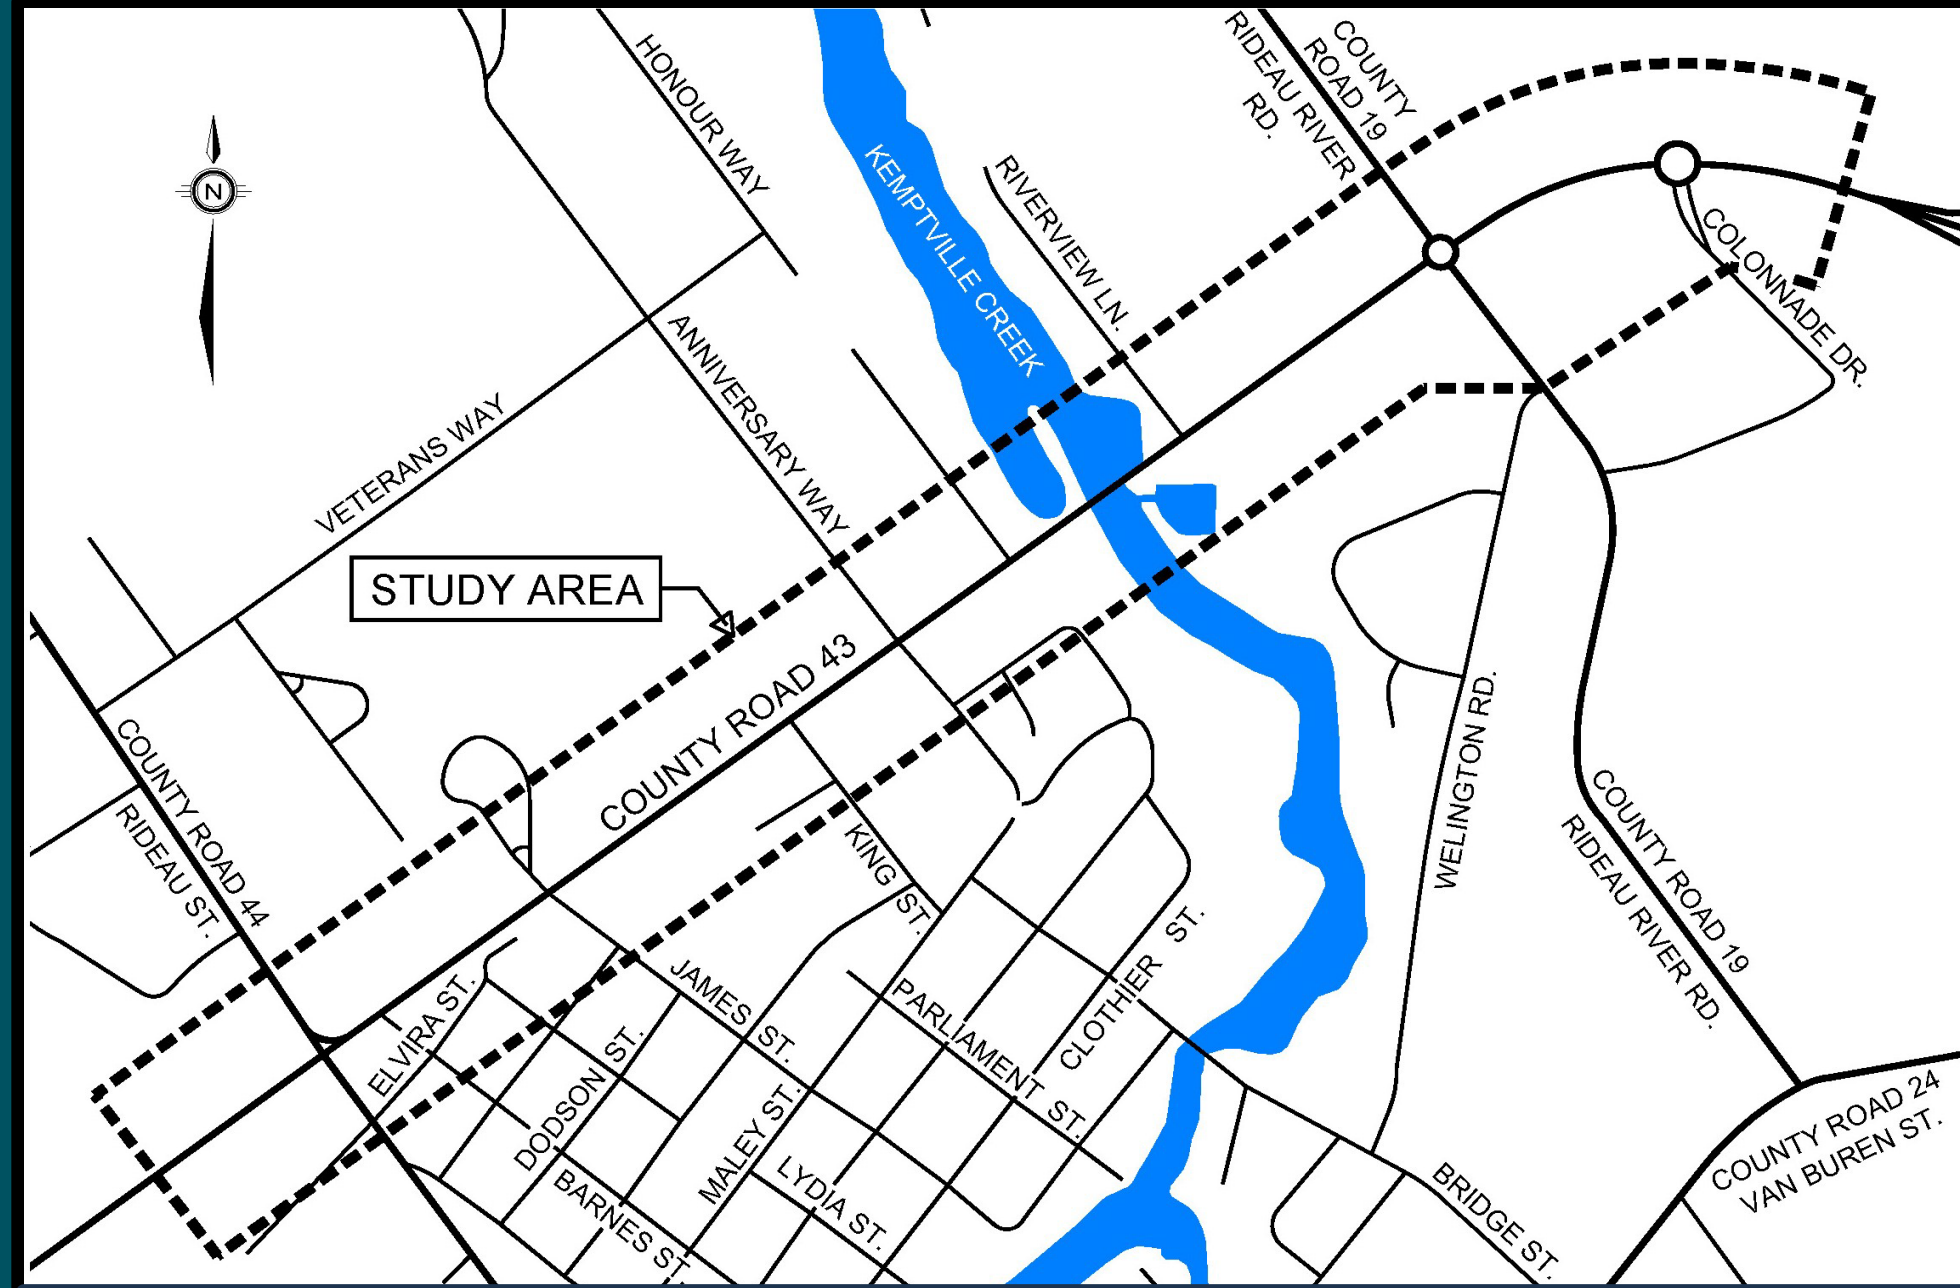 HONOUR WAY
COUNTY
ROAD 19
RIDEAU RIVER
RD.
N
KEMPTVILLE CREEK
RIVERVIEW LN.
COLONNADE DR.
ANNIVERSARY WAY
VETERANS WAY
STUDY AREA
COUNTY ROAD 43
COUNTY ROAD 44
RIDEAU ST.
KING ST.
WELINGTON RD.
COUNTY ROAD 19
RIDEAU RIVER RD.
ELVIRA ST.
JAMES ST.
PARLIAMENT ST.
CLOTHIER ST.
DODSON ST.
MALEY ST.
BARNES ST.
LYDIA ST.
BRIDGE ST.
COUNTY ROAD 24
VAN BUREN ST.